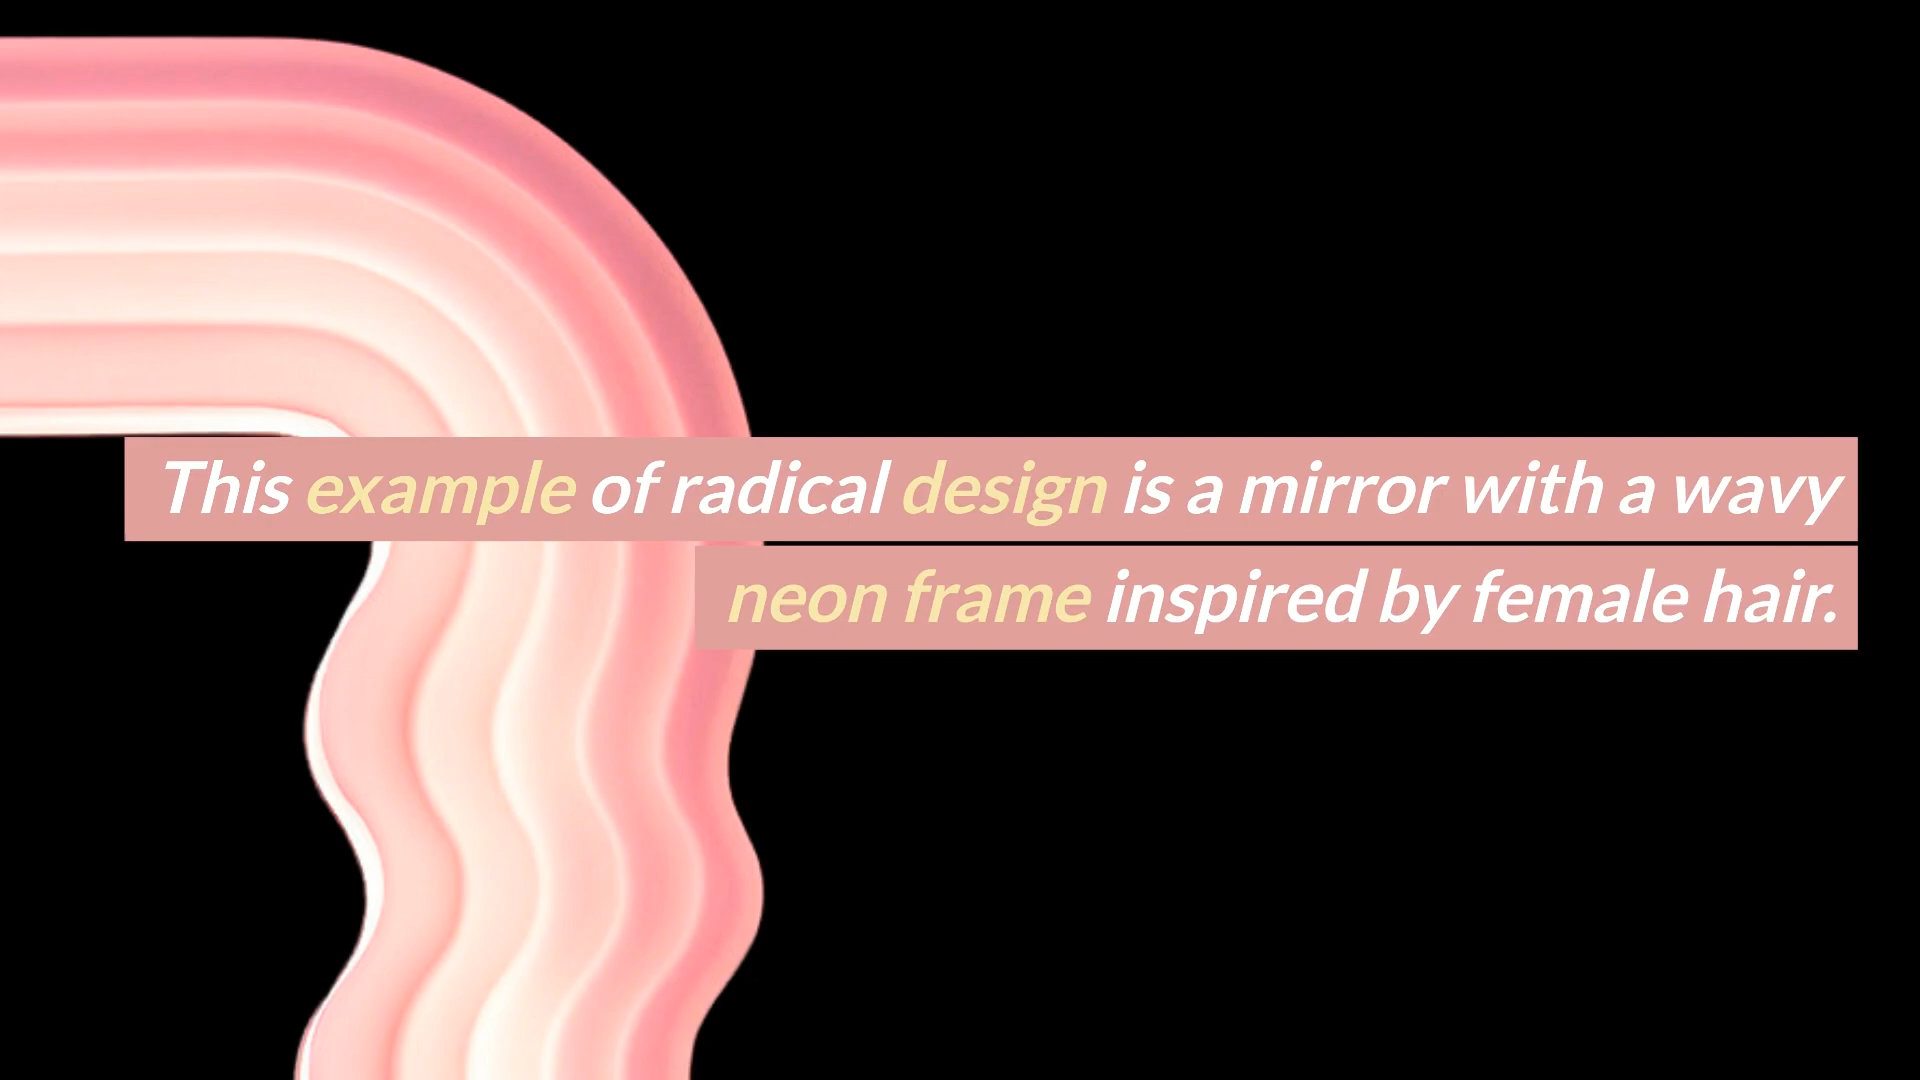 This example of radical design is a mirror with a wavy
neon frame inspired by female hair.